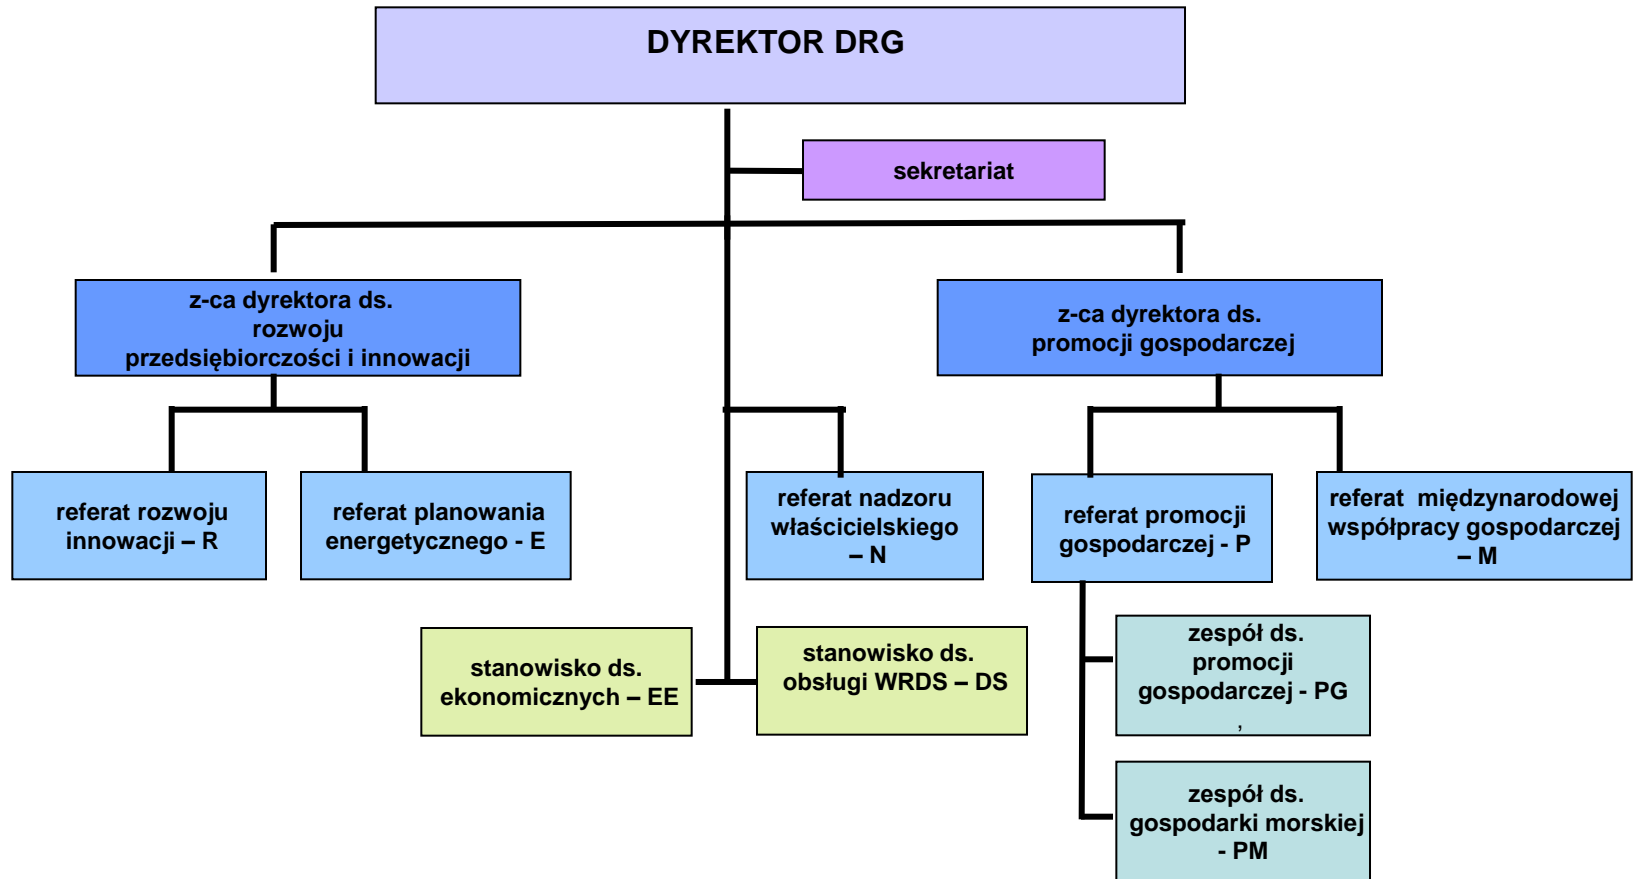 DYREKTOR DRG
sekretariat
z-ca dyrektora ds.
rozwoju
przedsiębiorczości i innowacji
z-ca dyrektora ds.
promocji gospodarczej
referat rozwoju
innowacji – R
referat planowania
energetycznego - E
referat nadzoru
właścicielskiego
– N
referat promocji
gospodarczej - P
referat  międzynarodowej
współpracy gospodarczej
– M
stanowisko ds.
ekonomicznych – EE
stanowisko ds.
obsługi WRDS – DS
zespół ds.
promocji
gospodarczej - PG
,
zespół ds.
gospodarki morskiej
- PM